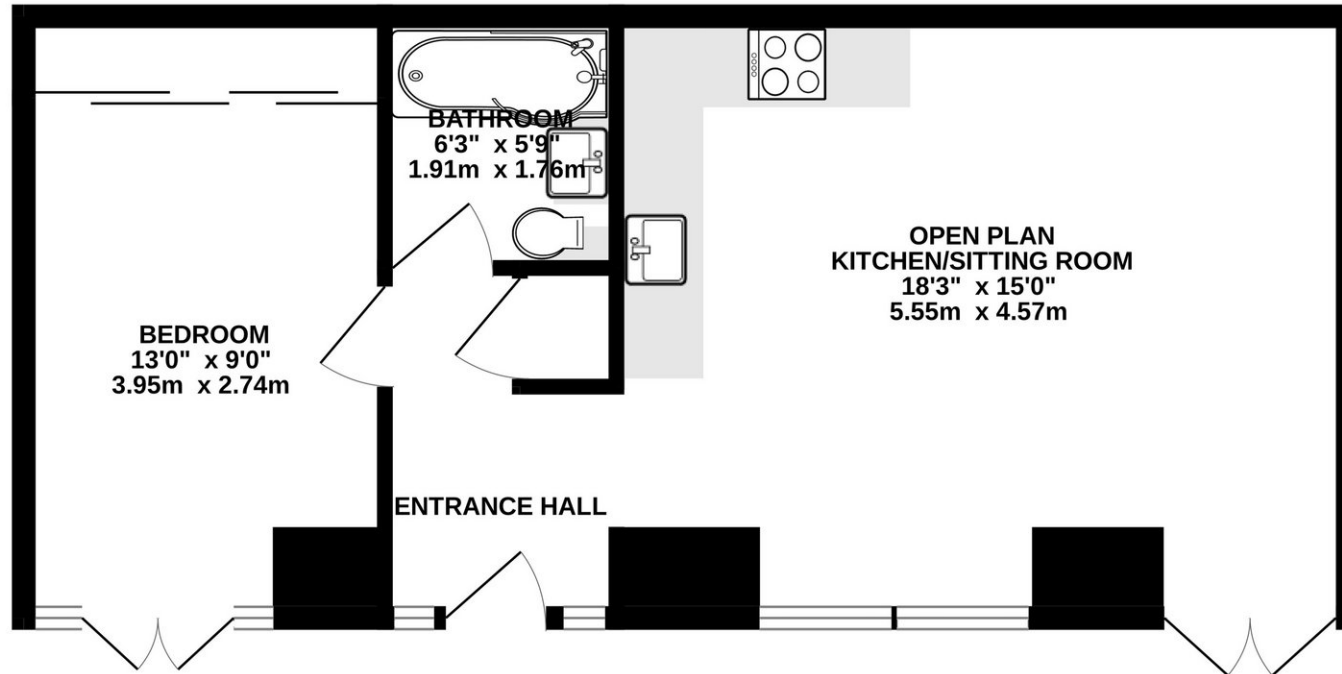 BATHROOM
6'3" x 5'9"
1.91m x 1.76m
OPEN PLAN
KITCHEN/SITTING ROOM
18'3" x 15'0"
5.55m x 4.57m
BEDROOM
13'0" x 9'0"
3.95m x 2.74m
ENTRANCE HALL